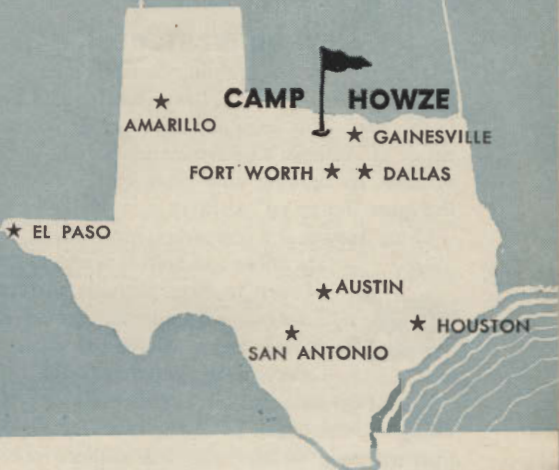 CAMP HOWZE
AMARILLO
GAINESVILLE
FORT WORTH
DALLAS
EL PASO
AUSTIN
HOUSTON
SAN ANTONIO